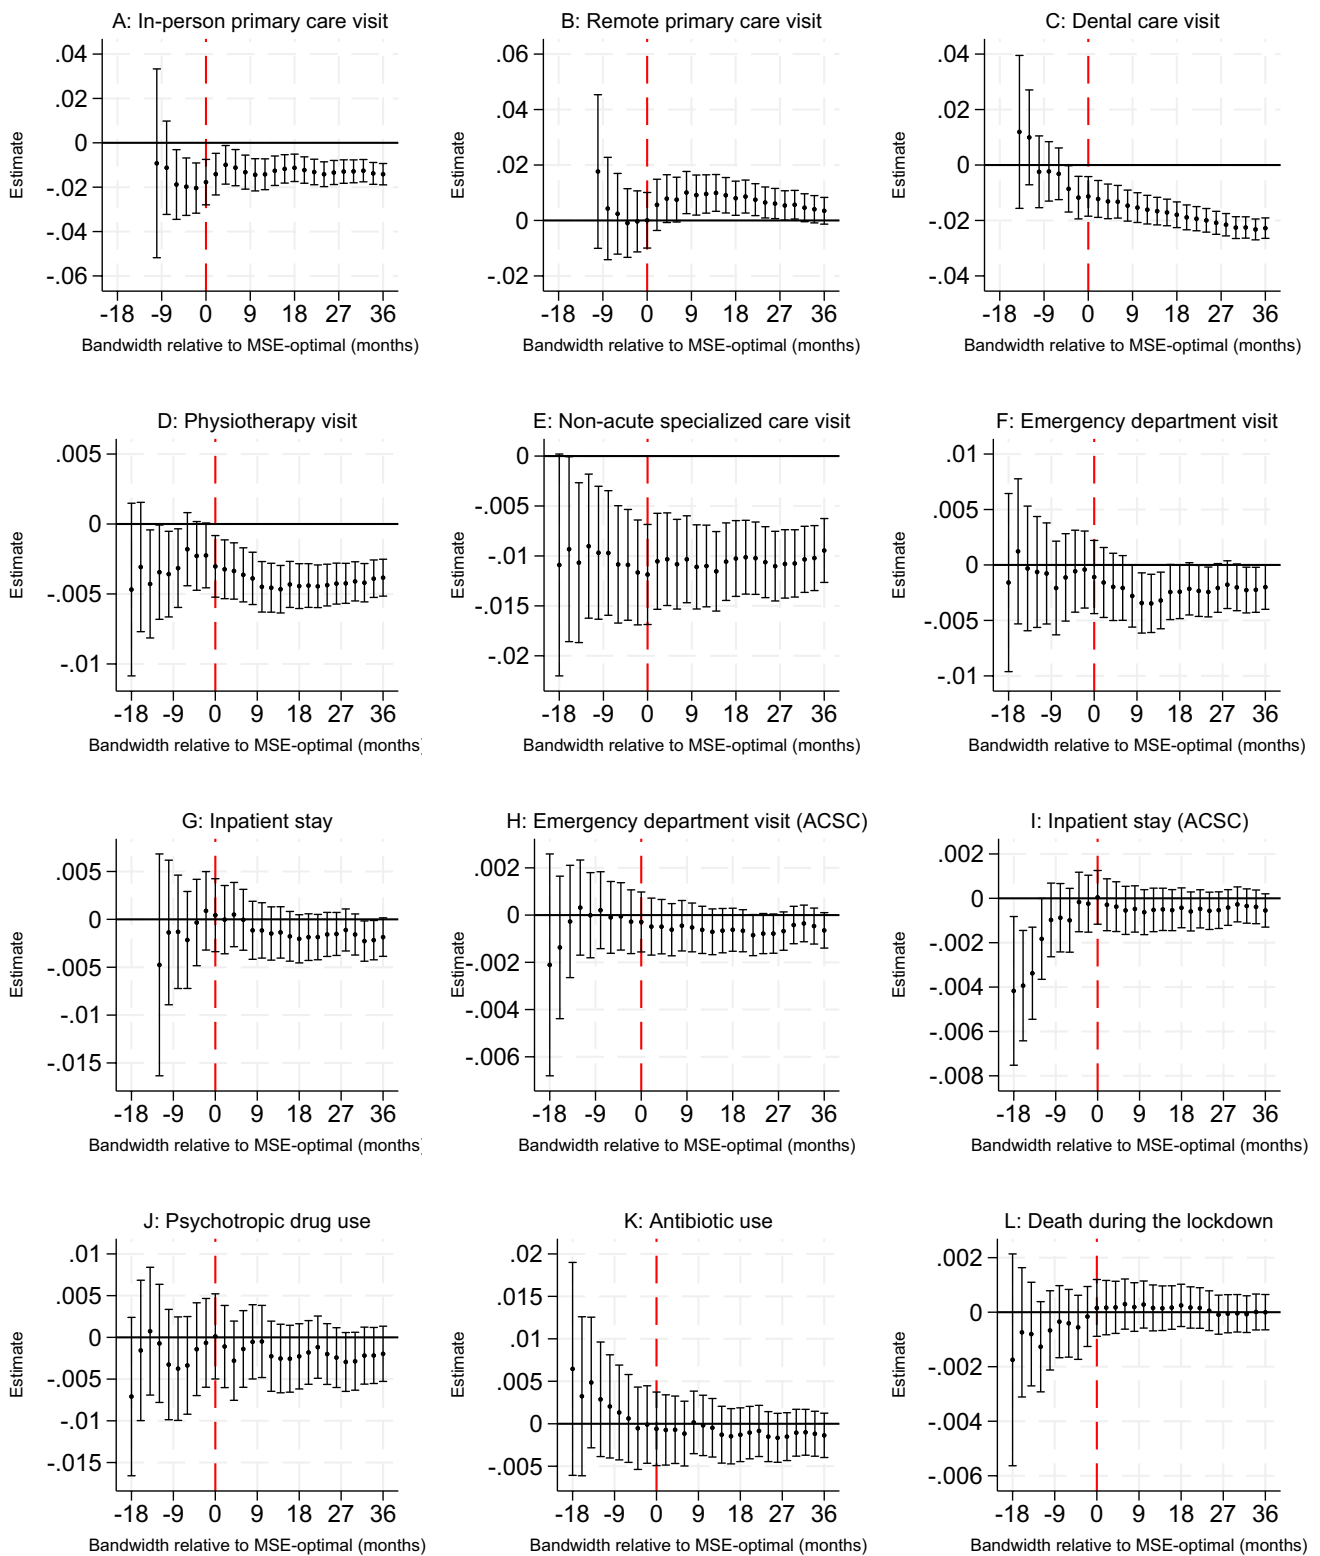 A: In-person primary care visit
.04
.02
0
-.02
-.04
-.06
Estimate
-18 -9 0 9 18 27 36
Bandwidth relative to MSE-optimal (months)
B: Remote primary care visit
.06
.04
.02
0
-.02
Estimate
-18 -9 0 9 18 27 36
Bandwidth relative to MSE-optimal (months)
C: Dental care visit
.04
.02
0
-.02
-.04
Estimate
-18 -9 0 9 18 27 36
Bandwidth relative to MSE-optimal (months)
D: Physiotherapy visit
.005
0
-.005
-.01
Estimate
-18 -9 0 9 18 27 36
Bandwidth relative to MSE-optimal (months)
E: Non-acute specialized care visit
0
-.005
-.01
-.015
-.02
Estimate
-18 -9 0 9 18 27 36
Bandwidth relative to MSE-optimal (months)
F: Emergency department visit
.01
.005
0
-.005
-.01
Estimate
-18 -9 0 9 18 27 36
Bandwidth relative to MSE-optimal (months)
G: Inpatient stay
.005
0
-.005
-.01
-.015
Estimate
-18 -9 0 9 18 27 36
Bandwidth relative to MSE-optimal (months)
H: Emergency department visit (ACSC)
.002
0
-.002
-.004
-.006
Estimate
-18 -9 0 9 18 27 36
Bandwidth relative to MSE-optimal (months)
I: Inpatient stay (ACSC)
.002
0
-.002
-.004
-.006
-.008
Estimate
-18 -9 0 9 18 27 36
Bandwidth relative to MSE-optimal (months)
J: Psychotropic drug use
.01
.005
0
-.005
-.01
-.015
Estimate
-18 -9 0 9 18 27 36
Bandwidth relative to MSE-optimal (months)
K: Antibiotic use
.02
.015
.01
.005
0
-.005
Estimate
-18 -9 0 9 18 27 36
Bandwidth relative to MSE-optimal (months)
L: Death during the lockdown
.002
0
-.002
-.004
-.006
Estimate
-18 -9 0 9 18 27 36
Bandwidth relative to MSE-optimal (months)